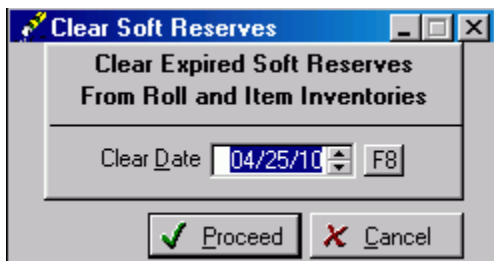 Clear Soft Reserves
Clear Expired Soft Reserves
From Roll and Item Inventories
Clear Date 04/25/10 F8
Proceed Cancel